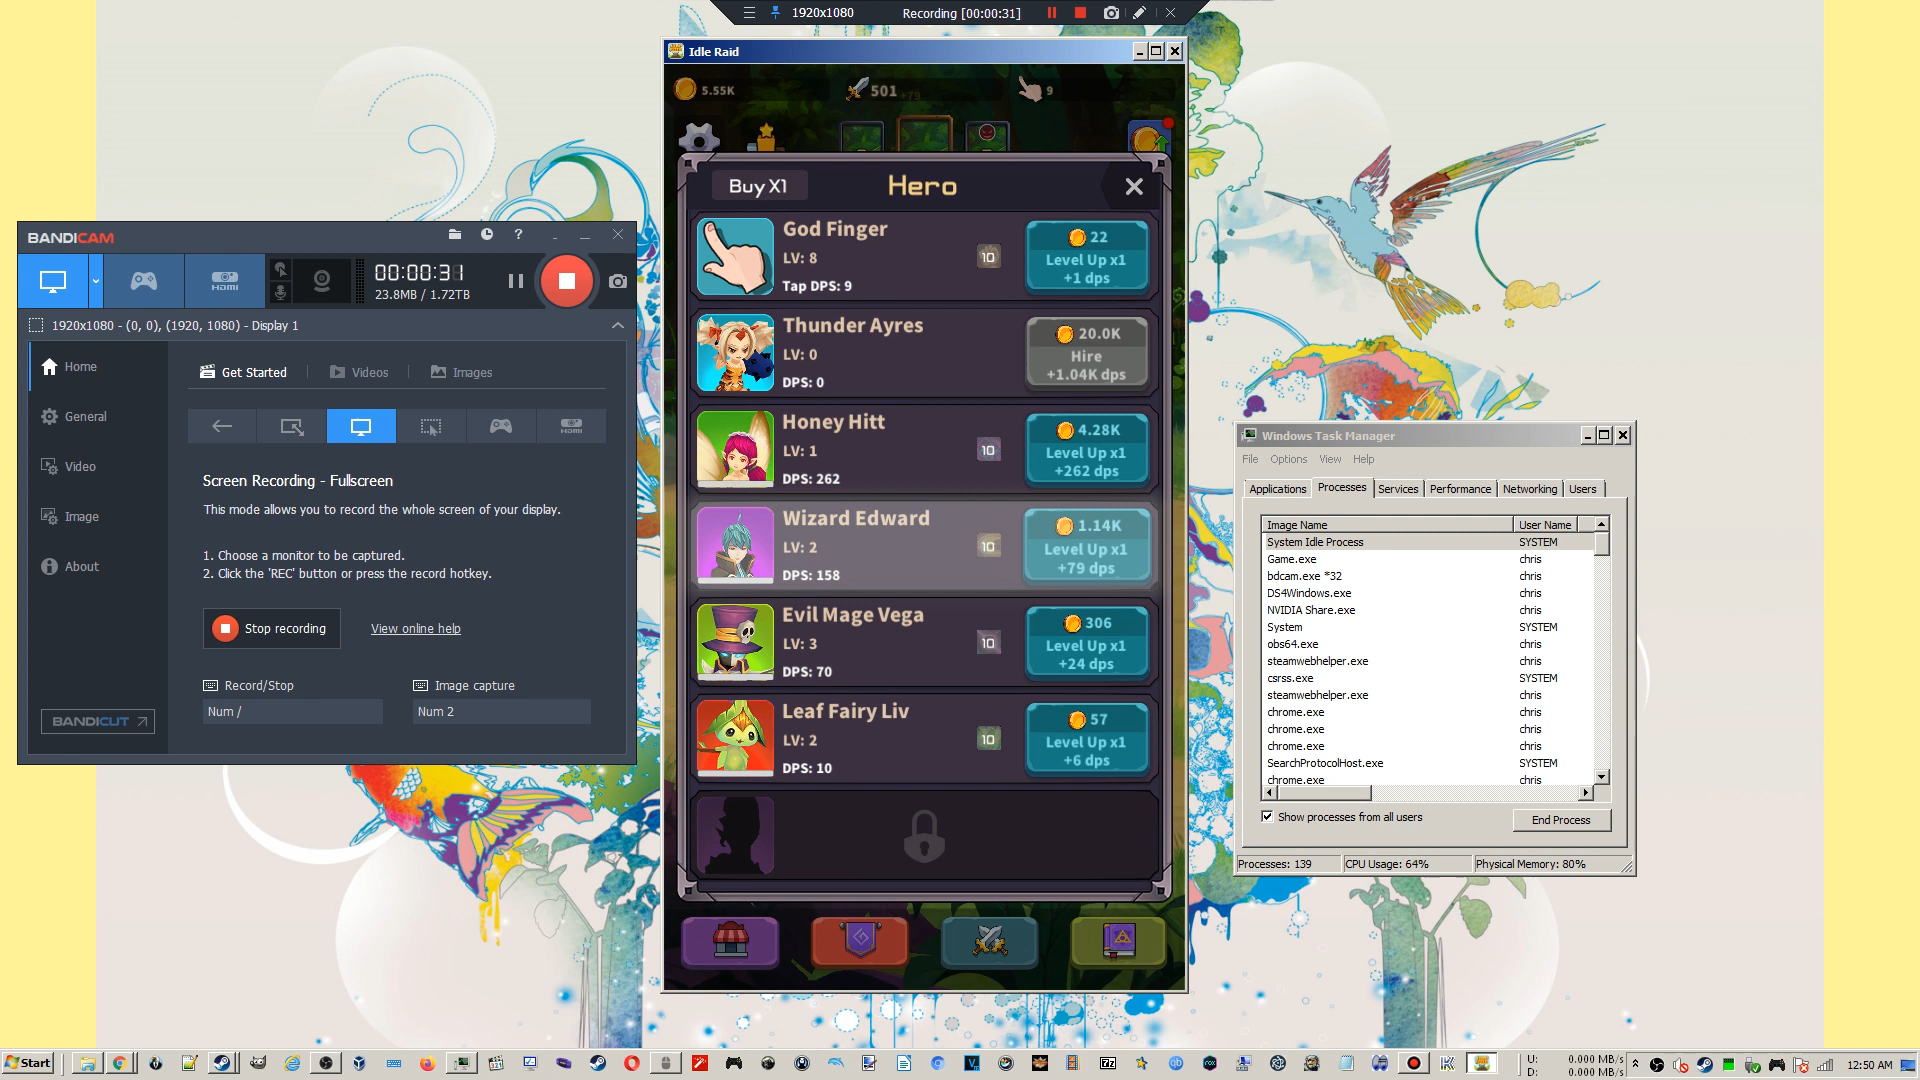 1920x1080
Recording [00:00:31]
Idle Raid
5.55K
501
+79
9
Buy X1
Hero
God Finger
LV: 8
Tap DPS: 9
10
22
Level Up x1
+1 dps
Thunder Ayres
LV: 0
DPS: 0
20.0K
Hire
+1.04K dps
Honey Hitt
LV: 1
DPS: 262
10
4.28K
Level Up x1
+262 dps
Wizard Edward
LV: 2
DPS: 158
10
1.14K
Level Up x1
+79 dps
Evil Mage Vega
LV: 3
DPS: 70
10
306
Level Up x1
+24 dps
Leaf Fairy Liv
LV: 2
DPS: 10
10
57
Level Up x1
+6 dps
BANDICAM
?
HDMI
00:00:31
23.8MB / 1.72TB
1920x1080 - (0, 0), (1920, 1080) - Display 1
Home
General
Video
Image
About
BANDICUT
Get Started
Videos
Images
HDMI
Screen Recording - Fullscreen
This mode allows you to record the whole screen of your display.
1. Choose a monitor to be captured.
2. Click the 'REC' button or press the record hotkey.
Stop recording
View online help
Record/Stop
Image capture
Num /
Num 2
Windows Task Manager
File Options View Help
Applications Processes Services Performance Networking Users
Image Name User Name
System Idle Process SYSTEM
Game.exe chris
bdcam.exe *32 chris
DS4Windows.exe chris
NVIDIA Share.exe chris
System SYSTEM
obs64.exe chris
steamwebhelper.exe chris
csrss.exe SYSTEM
steamwebhelper.exe chris
chrome.exe chris
chrome.exe chris
chrome.exe chris
SearchProtocolHost.exe SYSTEM
chrome.exe chris
Show processes from all users
End Process
Processes: 139
CPU Usage: 64%
Physical Memory: 80%
Start
U: 0.000 MB/s
D: 0.000 MB/s
12:50 AM